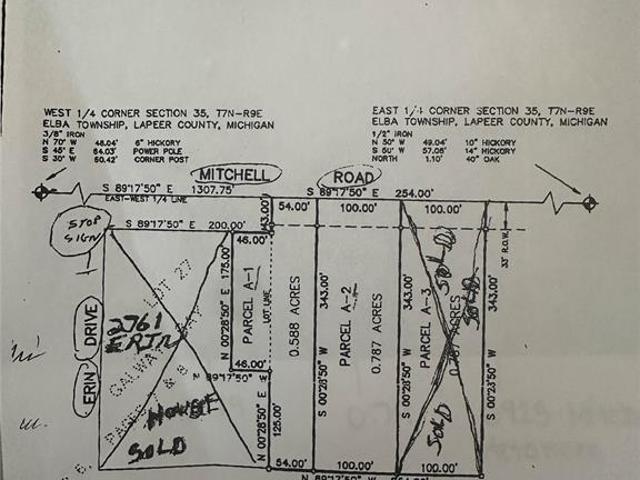 WEST 1/4 CORNER SECTION 35, T7N-R9E
ELBA TOWNSHIP, LAPEER COUNTY, MICHIGAN
3/8" IRON
N 70° W 48.04' 6" HICKORY
S 45° E 64.03' POWER POLE
S 30° W 50.42' CORNER POST
EAST 1/4 CORNER SECTION 35, T7N-R9E
ELBA TOWNSHIP, LAPEER COUNTY, MICHIGAN
1/2" IRON
N 50° W 49.04' 10" HICKORY
S 50° W 57.08' 14" HICKORY
NORTH 1.10' 40" OAK
MITCHELL ROAD
S 89°17'50" E 1307.75'
EAST-WEST 1/4 LINE
S 89°17'50" E 254.00'
54.00' 100.00' 100.00'
43.00'
STOP
SIGN
S 89°17'50" E 200.00'
46.00'
33' R.O.W.
LOT 27
GALWAY BAY
ERIN DRIVE
2761
ERIN
HOUSE
SOLD
N 00°28'50" E 175.00'
PARCEL A-1
LOT LINE
46.00'
N 89°17'50" W
N 00°28'50" E 125.00'
0.588 ACRES
S 00°28'50" W 343.00'
PARCEL A-2
0.787 ACRES
S 00°28'50" W 343.00'
PARCEL A-3
0.787 ACRES
SOLD
SOLD
SOLD
343.00'
54.00' 100.00' 100.00'